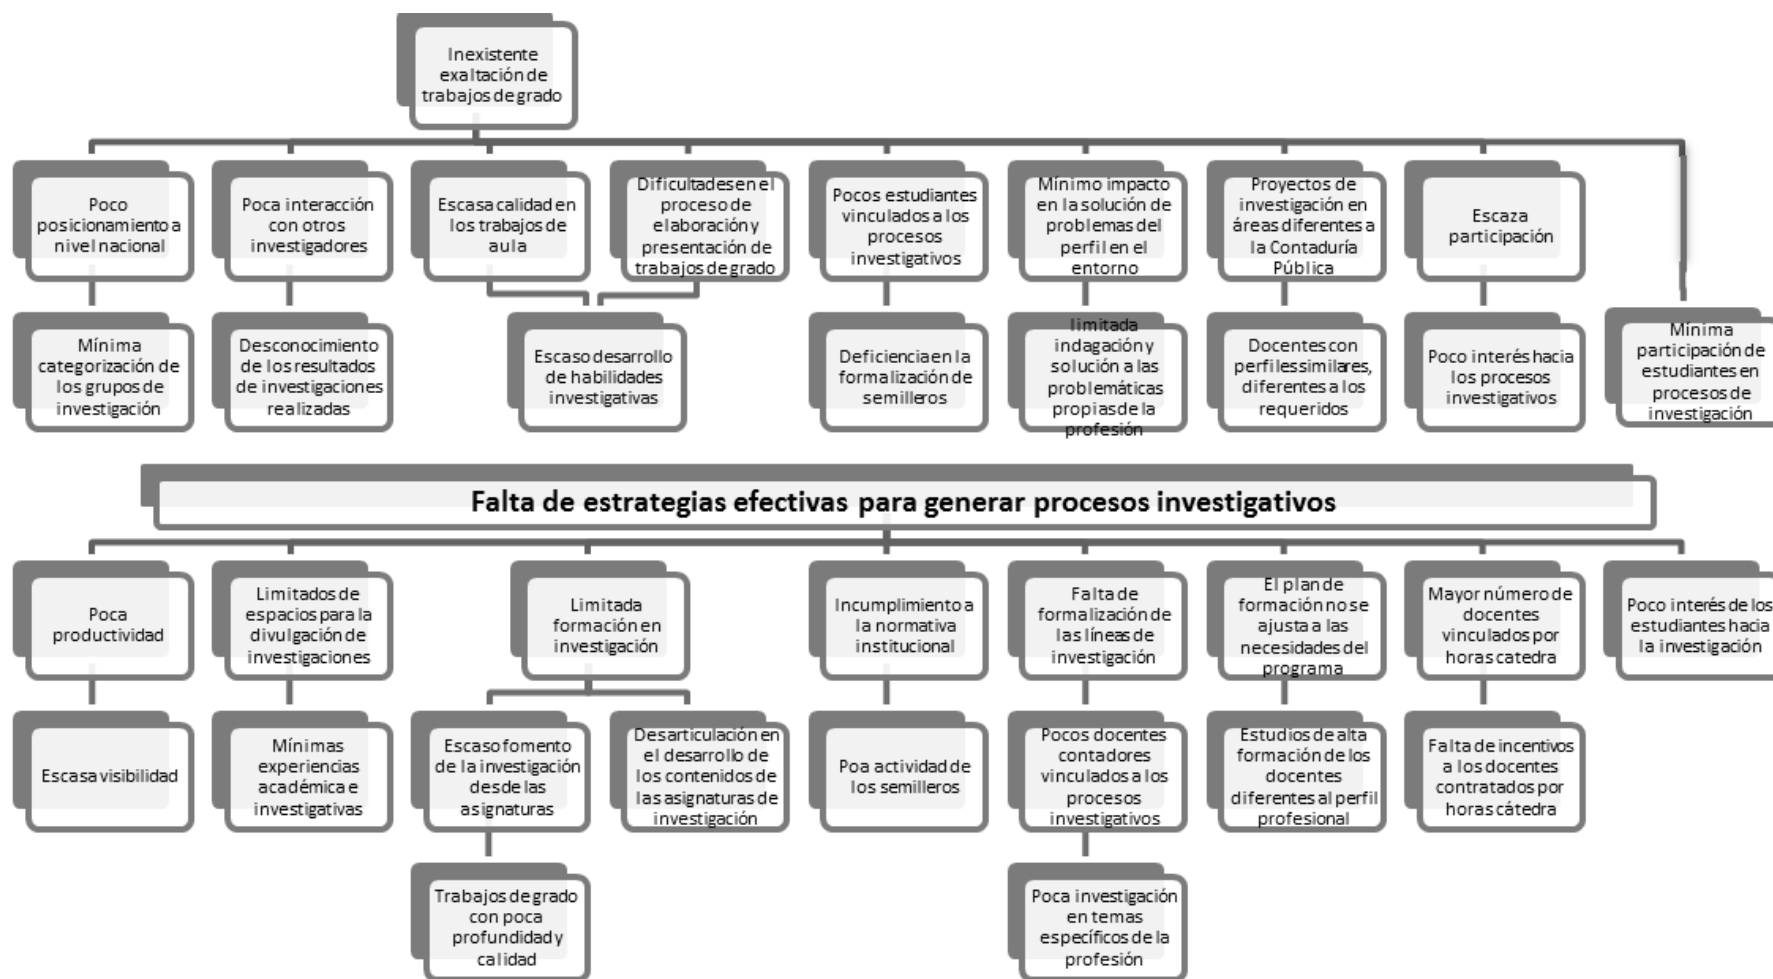 Inexistente
exaltación de
trabajos de grado
Poco
posicionamiento a
nivel nacional
Poca interacción
con otros
investigadores
Escasa calidad en
los trabajos de
aula
Dificultades en el
proceso de
elaboración y
presentación de
trabajos de grado
Pocos estudiantes
vinculados a los
procesos
investigativos
Mínimo impacto
en la solución de
problemas del
perfil en el
entorno
Proyectos de
investigación en
áreas diferentes a
la Contaduría
Pública
Escaza
participación
Mínima
categorización de
los grupos de
investigación
Desconocimiento
de los resultados
de investigaciones
realizadas
Escaso desarrollo
de habilidades
investigativas
Deficiencia en la
formalización de
semilleros
limitada
indagación y
solución a las
problemáticas
propias de la
profesión
Docentes con
perfiles similares,
diferentes a los
requeridos
Poco interés hacia
los procesos
investigativos
Mínima
participación de
estudiantes en
procesos de
investigación
Falta de estrategias efectivas para generar procesos investigativos
Poca
productividad
Limitados de
espacios para la
divulgación de
investigaciones
Limitada
formación en
investigación
Incumplimiento a
la normativa
institucional
Falta de
formalización de
las líneas de
investigación
El plan de
formación no se
ajusta a las
necesidades del
programa
Mayor número de
docentes
vinculados por
horas catedra
Poco interés de los
estudiantes hacia
la investigación
Escasa visibilidad
Mínimas
experiencias
académica e
investigativas
Escaso fomento
de la investigación
desde las
asignaturas
Desarticulación en
el desarrollo de
los contenidos de
las asignaturas de
investigación
Poa actividad de
los semilleros
Pocos docentes
contadores
vinculados a los
procesos
investigativos
Estudios de alta
formación de los
docentes
diferentes al perfil
profesional
Falta de incentivos
a los docentes
contratados por
horas cátedra
Trabajos de grado
con poca
profundidad y
calidad
Poca investigación
en temas
específicos de la
profesión